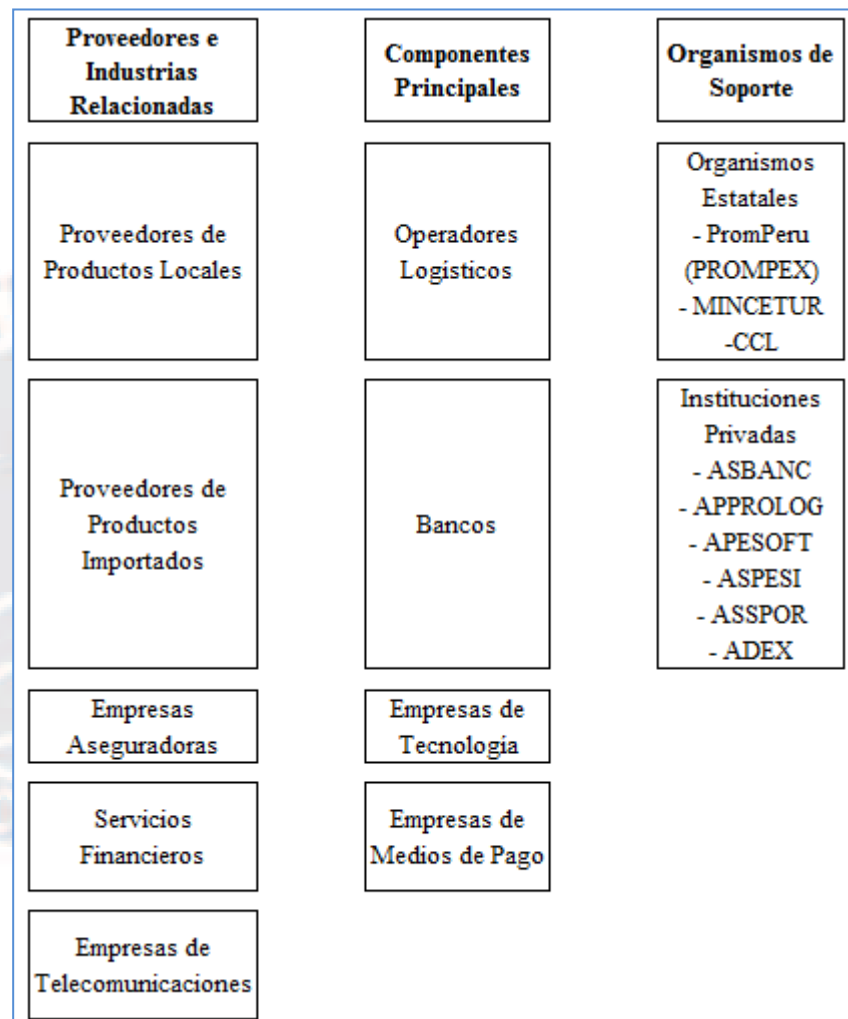 Proveedores e
Industrias
Relacionadas
Componentes
Principales
Organismos de
Soporte
Proveedores de
Productos Locales
Operadores
Logísticos
Organismos
Estatales
- PromPeru
(PROMPEX)
- MINCETUR
-CCL
Proveedores de
Productos
Importados
Bancos
Instituciones
Privadas
- ASBANC
- APPROLOG
- APESOFT
- ASPESI
- ASSPOR
- ADEX
Empresas
Aseguradoras
Empresas de
Tecnología
Servicios
Financieros
Empresas de
Medios de Pago
Empresas de
Telecomunicaciones